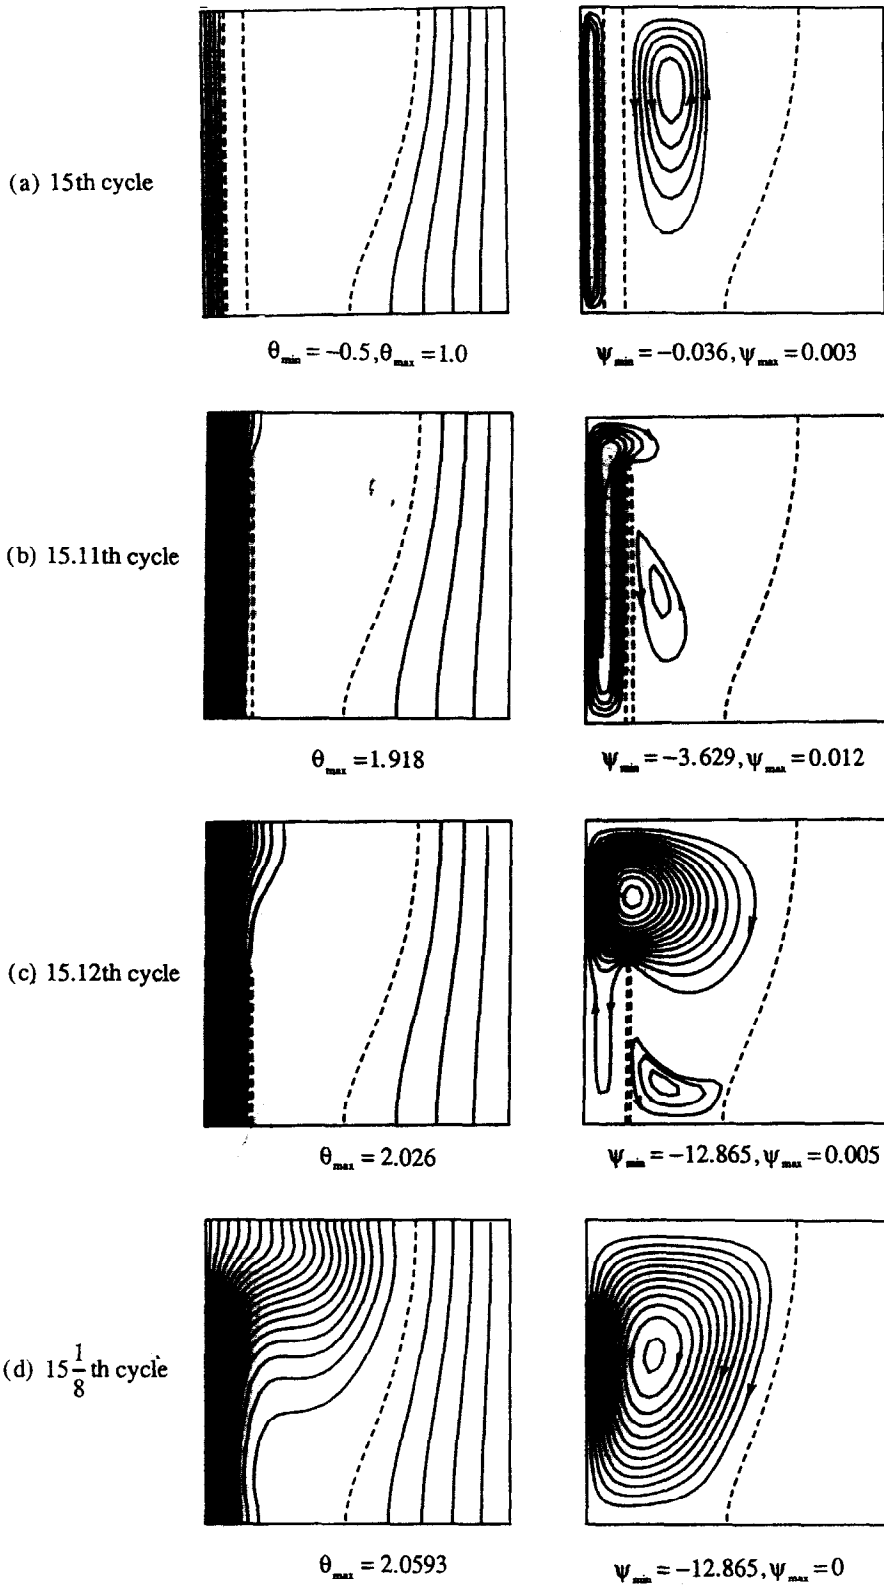 (a) 15th cycle
θmin = −0.5, θmax = 1.0
ψmin = −0.036, ψmax = 0.003
(b) 15.11th cycle
θmax = 1.918
ψmin = −3.629, ψmax = 0.012
(c) 15.12th cycle
θmax = 2.026
ψmin = −12.865, ψmax = 0.005
(d) 15 1/8 th cycle
θmax = 2.0593
ψmin = −12.865, ψmax = 0